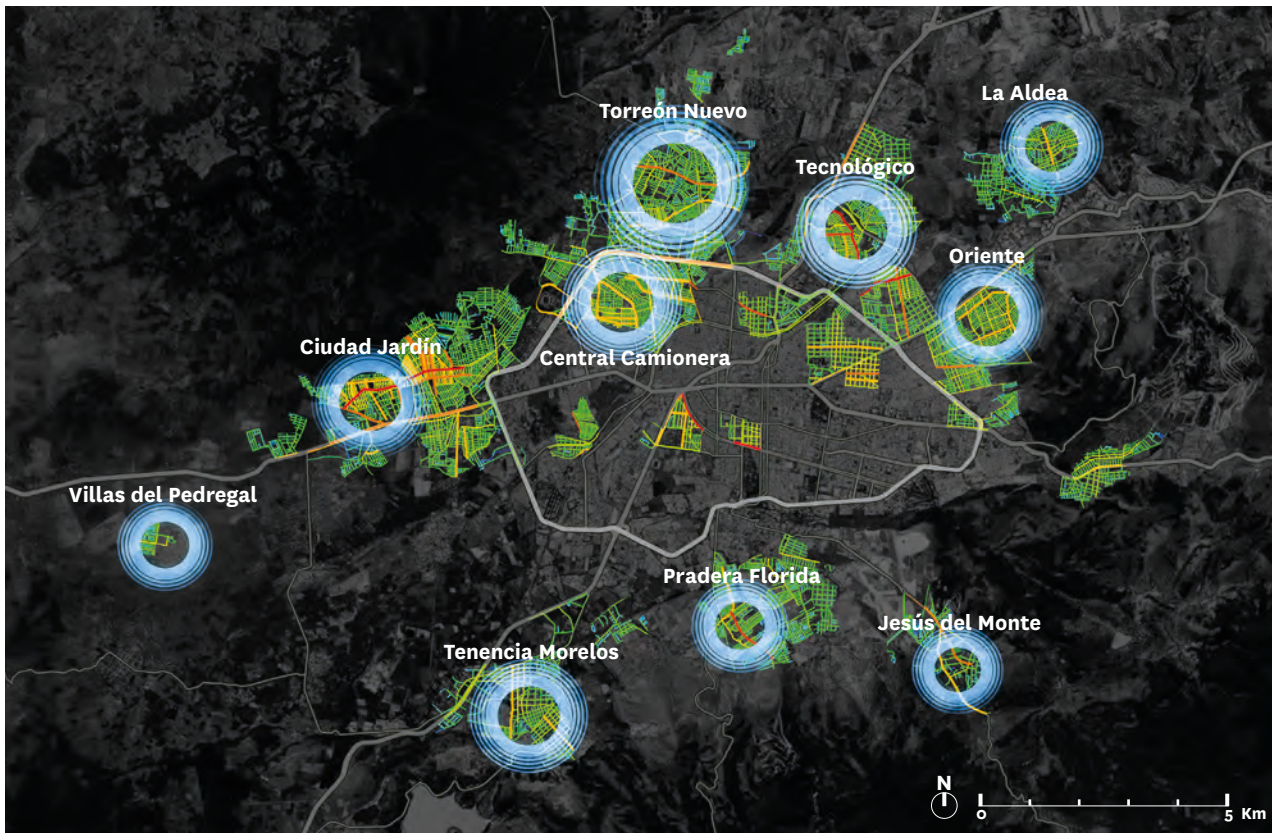 La Aldea
Torreón Nuevo
Tecnológico
Oriente
Ciudad Jardín
Central Camionera
Villas del Pedregal
Pradera Florida
Jesús del Monte
Tenencia Morelos
N
0 5 Km